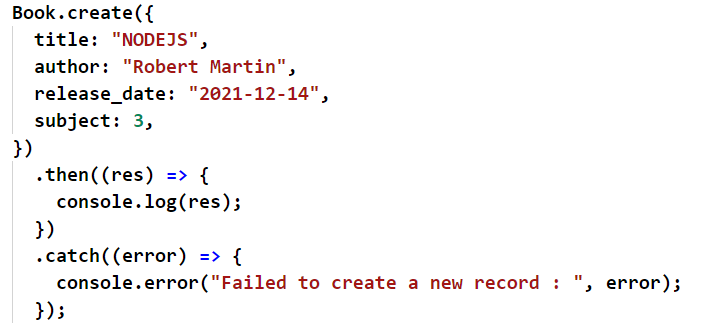 Book.create({
  title: "NODEJS",
  author: "Robert Martin",
  release_date: "2021-12-14",
  subject: 3,
})
  .then((res) => {
    console.log(res);
  })
  .catch((error) => {
    console.error("Failed to create a new record : ", error);
  });